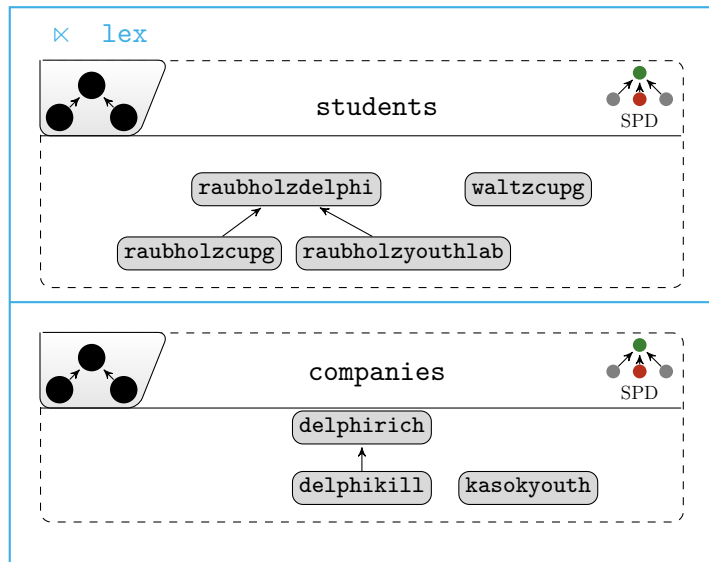 ⋉ lex
students
SPD
raubholzdelphi waltzcupg
raubholzcupg raubholzyouthlab
companies
SPD
delphirich
delphikill kasokyouth